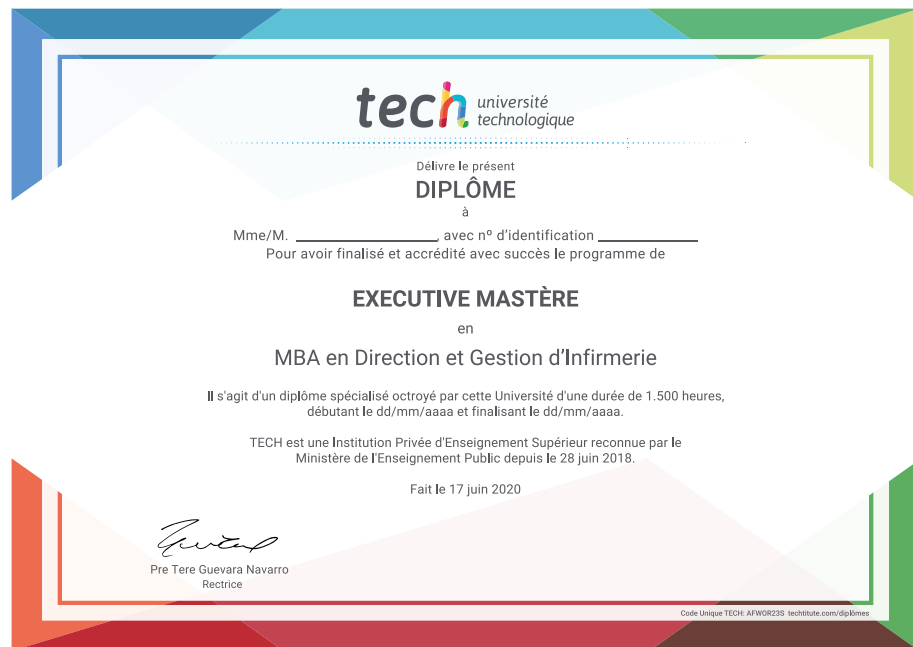 tech université
technologique
Délivre le présent
DIPLÔME
à
Mme/M. ____________, avec nº d'identification ____________
Pour avoir finalisé et accrédité avec succès le programme de
EXECUTIVE MASTÈRE
en
MBA en Direction et Gestion d'Infirmerie
Il s'agit d'un diplôme spécialisé octroyé par cette Université d'une durée de 1.500 heures,
débutant le dd/mm/aaaa et finalisant le dd/mm/aaaa.
TECH est une Institution Privée d'Enseignement Supérieur reconnue par le
Ministère de l'Enseignement Public depuis le 28 juin 2018.
Fait le 17 juin 2020
Pre Tere Guevara Navarro
Rectrice
Code Unique TECH: AFWOR23S techtitute.com/diplômes